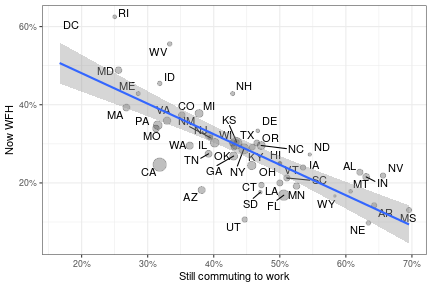 60%
40%
20%
Now WFH
RI
DC
WV
MD
ID
ME
NH
VA
CO
MI
MA
PA
NM
KS
DE
MO
NJ
WI
TX
OR
WA
IL
NC
ND
TN
OK
KY
HI
CA
GA
NY
OH
VT
IA
AL
NV
SC
MT
IN
AZ
CT
LA
MN
SD
FL
WY
AR
MS
UT
NE
20%
30%
40%
50%
60%
70%
Still commuting to work